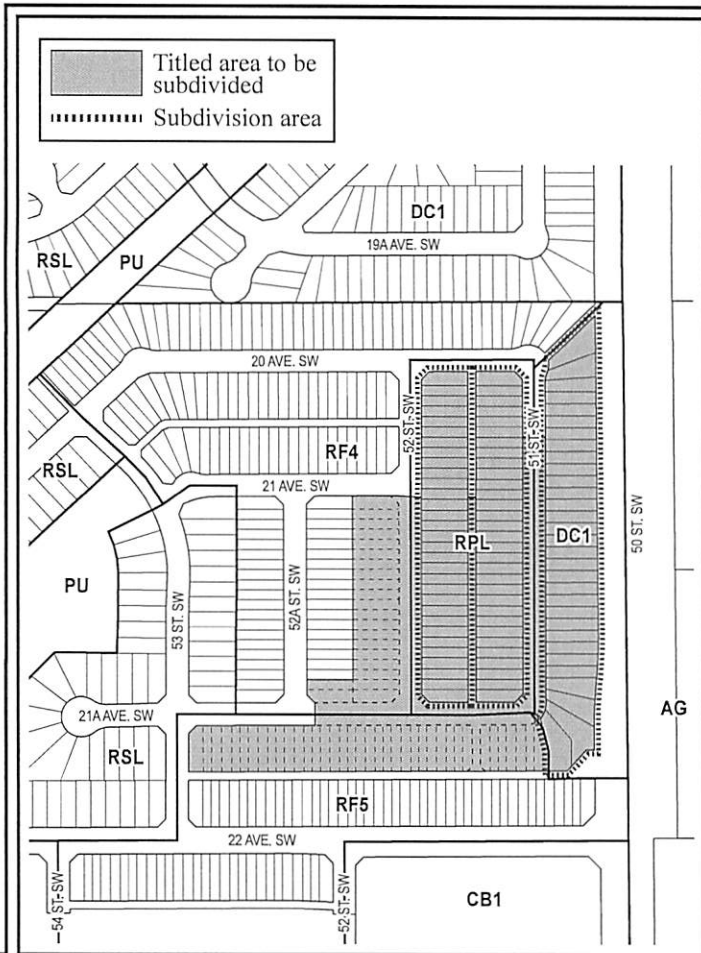 Titled area to be
subdivided
Subdivision area
DC1
19A AVE. SW
RSL
PU
20 AVE. SW
52 ST. SW
51 ST. SW
RF4
RSL
21 AVE. SW
50 ST. SW
RPL
DC1
PU
53 ST. SW
52A ST. SW
21A AVE. SW
AG
RSL
RF5
22 AVE. SW
54 ST. SW
52 ST. SW
CB1